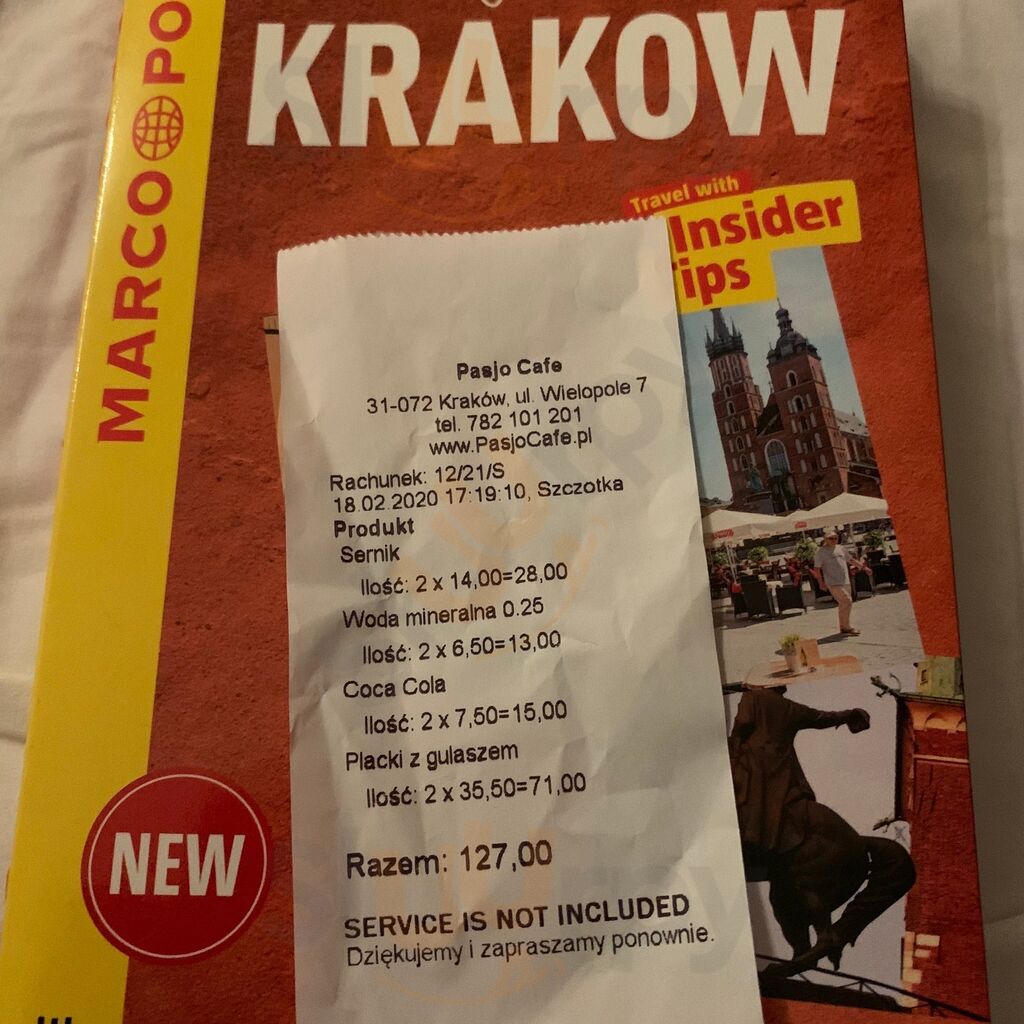 KRAKOW
MARCO PO
Travel with
Insider
ips
Pasjo Cafe
31-072 Kraków, ul. Wielopole 7
tel. 782 101 201
www.PasjoCafe.pl
Rachunek: 12/21/S
18.02.2020 17:19:10, Szczotka
Produkt
Sernik
Ilość: 2 x 14,00=28,00
Woda mineralna 0.25
Ilość: 2 x 6,50=13,00
Coca Cola
Ilość: 2 x 7,50=15,00
Placki z gulaszem
Ilość: 2 x 35,50=71,00
Razem: 127,00
SERVICE IS NOT INCLUDED
Dziękujemy i zapraszamy ponownie.
NEW